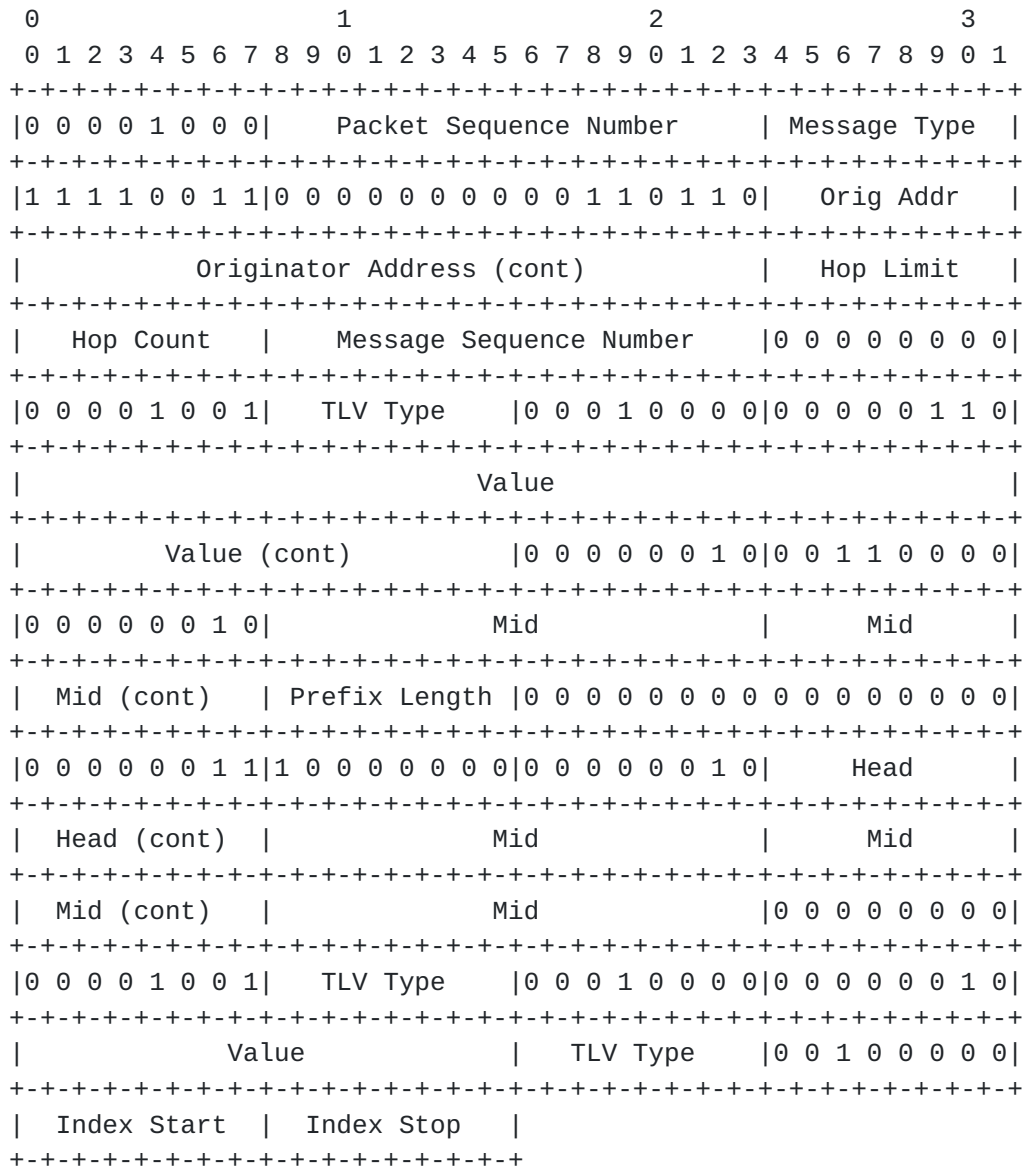 0                   1                   2                   3
 0 1 2 3 4 5 6 7 8 9 0 1 2 3 4 5 6 7 8 9 0 1 2 3 4 5 6 7 8 9 0 1
+-+-+-+-+-+-+-+-+-+-+-+-+-+-+-+-+-+-+-+-+-+-+-+-+-+-+-+-+-+-+-+-+
|0 0 0 0 1 0 0 0|    Packet Sequence Number     | Message Type  |
+-+-+-+-+-+-+-+-+-+-+-+-+-+-+-+-+-+-+-+-+-+-+-+-+-+-+-+-+-+-+-+-+
|1 1 1 1 0 0 1 1|0 0 0 0 0 0 0 0 0 0 1 1 0 1 1 0|   Orig Addr   |
+-+-+-+-+-+-+-+-+-+-+-+-+-+-+-+-+-+-+-+-+-+-+-+-+-+-+-+-+-+-+-+-+
|           Originator Address (cont)           |   Hop Limit   |
+-+-+-+-+-+-+-+-+-+-+-+-+-+-+-+-+-+-+-+-+-+-+-+-+-+-+-+-+-+-+-+-+
|   Hop Count   |    Message Sequence Number    |0 0 0 0 0 0 0 0|
+-+-+-+-+-+-+-+-+-+-+-+-+-+-+-+-+-+-+-+-+-+-+-+-+-+-+-+-+-+-+-+-+
|0 0 0 0 1 0 0 1|   TLV Type    |0 0 0 1 0 0 0 0|0 0 0 0 0 1 1 0|
+-+-+-+-+-+-+-+-+-+-+-+-+-+-+-+-+-+-+-+-+-+-+-+-+-+-+-+-+-+-+-+-+
|                             Value                             |
+-+-+-+-+-+-+-+-+-+-+-+-+-+-+-+-+-+-+-+-+-+-+-+-+-+-+-+-+-+-+-+-+
|         Value (cont)          |0 0 0 0 0 0 1 0|0 0 1 1 0 0 0 0|
+-+-+-+-+-+-+-+-+-+-+-+-+-+-+-+-+-+-+-+-+-+-+-+-+-+-+-+-+-+-+-+-+
|0 0 0 0 0 0 1 0|              Mid              |      Mid      |
+-+-+-+-+-+-+-+-+-+-+-+-+-+-+-+-+-+-+-+-+-+-+-+-+-+-+-+-+-+-+-+-+
|  Mid (cont)   | Prefix Length |0 0 0 0 0 0 0 0 0 0 0 0 0 0 0 0|
+-+-+-+-+-+-+-+-+-+-+-+-+-+-+-+-+-+-+-+-+-+-+-+-+-+-+-+-+-+-+-+-+
|0 0 0 0 0 0 1 1|1 0 0 0 0 0 0 0|0 0 0 0 0 0 1 0|     Head      |
+-+-+-+-+-+-+-+-+-+-+-+-+-+-+-+-+-+-+-+-+-+-+-+-+-+-+-+-+-+-+-+-+
|  Head (cont)  |              Mid              |      Mid      |
+-+-+-+-+-+-+-+-+-+-+-+-+-+-+-+-+-+-+-+-+-+-+-+-+-+-+-+-+-+-+-+-+
|  Mid (cont)   |              Mid              |0 0 0 0 0 0 0 0|
+-+-+-+-+-+-+-+-+-+-+-+-+-+-+-+-+-+-+-+-+-+-+-+-+-+-+-+-+-+-+-+-+
|0 0 0 0 1 0 0 1|   TLV Type    |0 0 0 1 0 0 0 0|0 0 0 0 0 0 1 0|
+-+-+-+-+-+-+-+-+-+-+-+-+-+-+-+-+-+-+-+-+-+-+-+-+-+-+-+-+-+-+-+-+
|             Value             |   TLV Type    |0 0 1 0 0 0 0 0|
+-+-+-+-+-+-+-+-+-+-+-+-+-+-+-+-+-+-+-+-+-+-+-+-+-+-+-+-+-+-+-+-+
|  Index Start  |  Index Stop   |
+-+-+-+-+-+-+-+-+-+-+-+-+-+-+-+-+